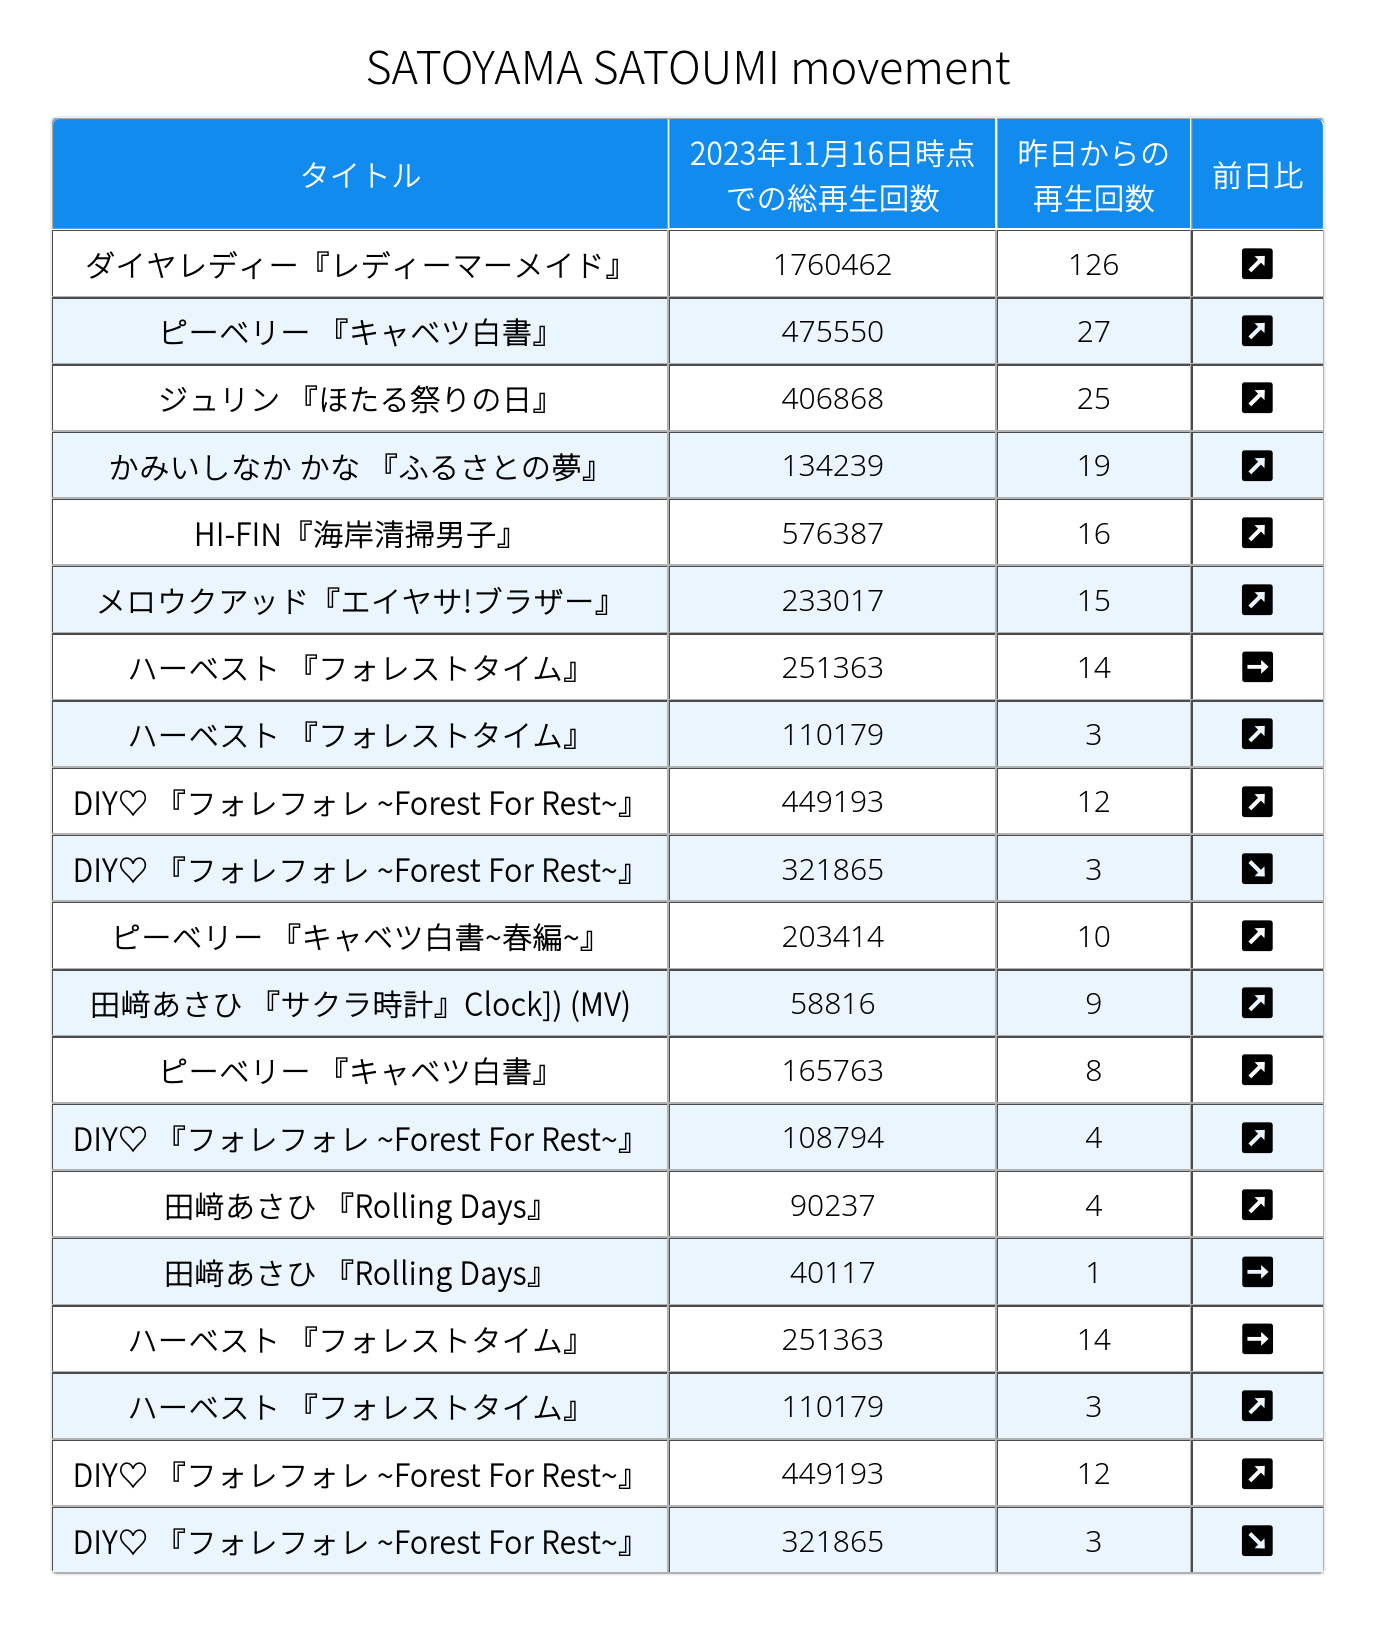 SATOYAMA SATOUMI movement
タイトル 2023年11月16日時点での総再生回数 昨日からの再生回数 前日比
ダイヤレディー『レディーマーメイド』 1760462 126 ↗
ピーベリー 『キャベツ白書』 475550 27 ↗
ジュリン 『ほたる祭りの日』 406868 25 ↗
かみいしなか かな 『ふるさとの夢』 134239 19 ↗
HI-FIN『海岸清掃男子』 576387 16 ↗
メロウクアッド『エイヤサ!ブラザー』 233017 15 ↗
ハーベスト 『フォレストタイム』 251363 14 →
ハーベスト 『フォレストタイム』 110179 3 ↗
DIY♡ 『フォレフォレ ~Forest For Rest~』 449193 12 ↗
DIY♡ 『フォレフォレ ~Forest For Rest~』 321865 3 ↘
ピーベリー 『キャベツ白書~春編~』 203414 10 ↗
田﨑あさひ 『サクラ時計』Clock]) (MV) 58816 9 ↗
ピーベリー 『キャベツ白書』 165763 8 ↗
DIY♡ 『フォレフォレ ~Forest For Rest~』 108794 4 ↗
田﨑あさひ 『Rolling Days』 90237 4 ↗
田﨑あさひ 『Rolling Days』 40117 1 →
ハーベスト 『フォレストタイム』 251363 14 →
ハーベスト 『フォレストタイム』 110179 3 ↗
DIY♡ 『フォレフォレ ~Forest For Rest~』 449193 12 ↗
DIY♡ 『フォレフォレ ~Forest For Rest~』 321865 3 ↘